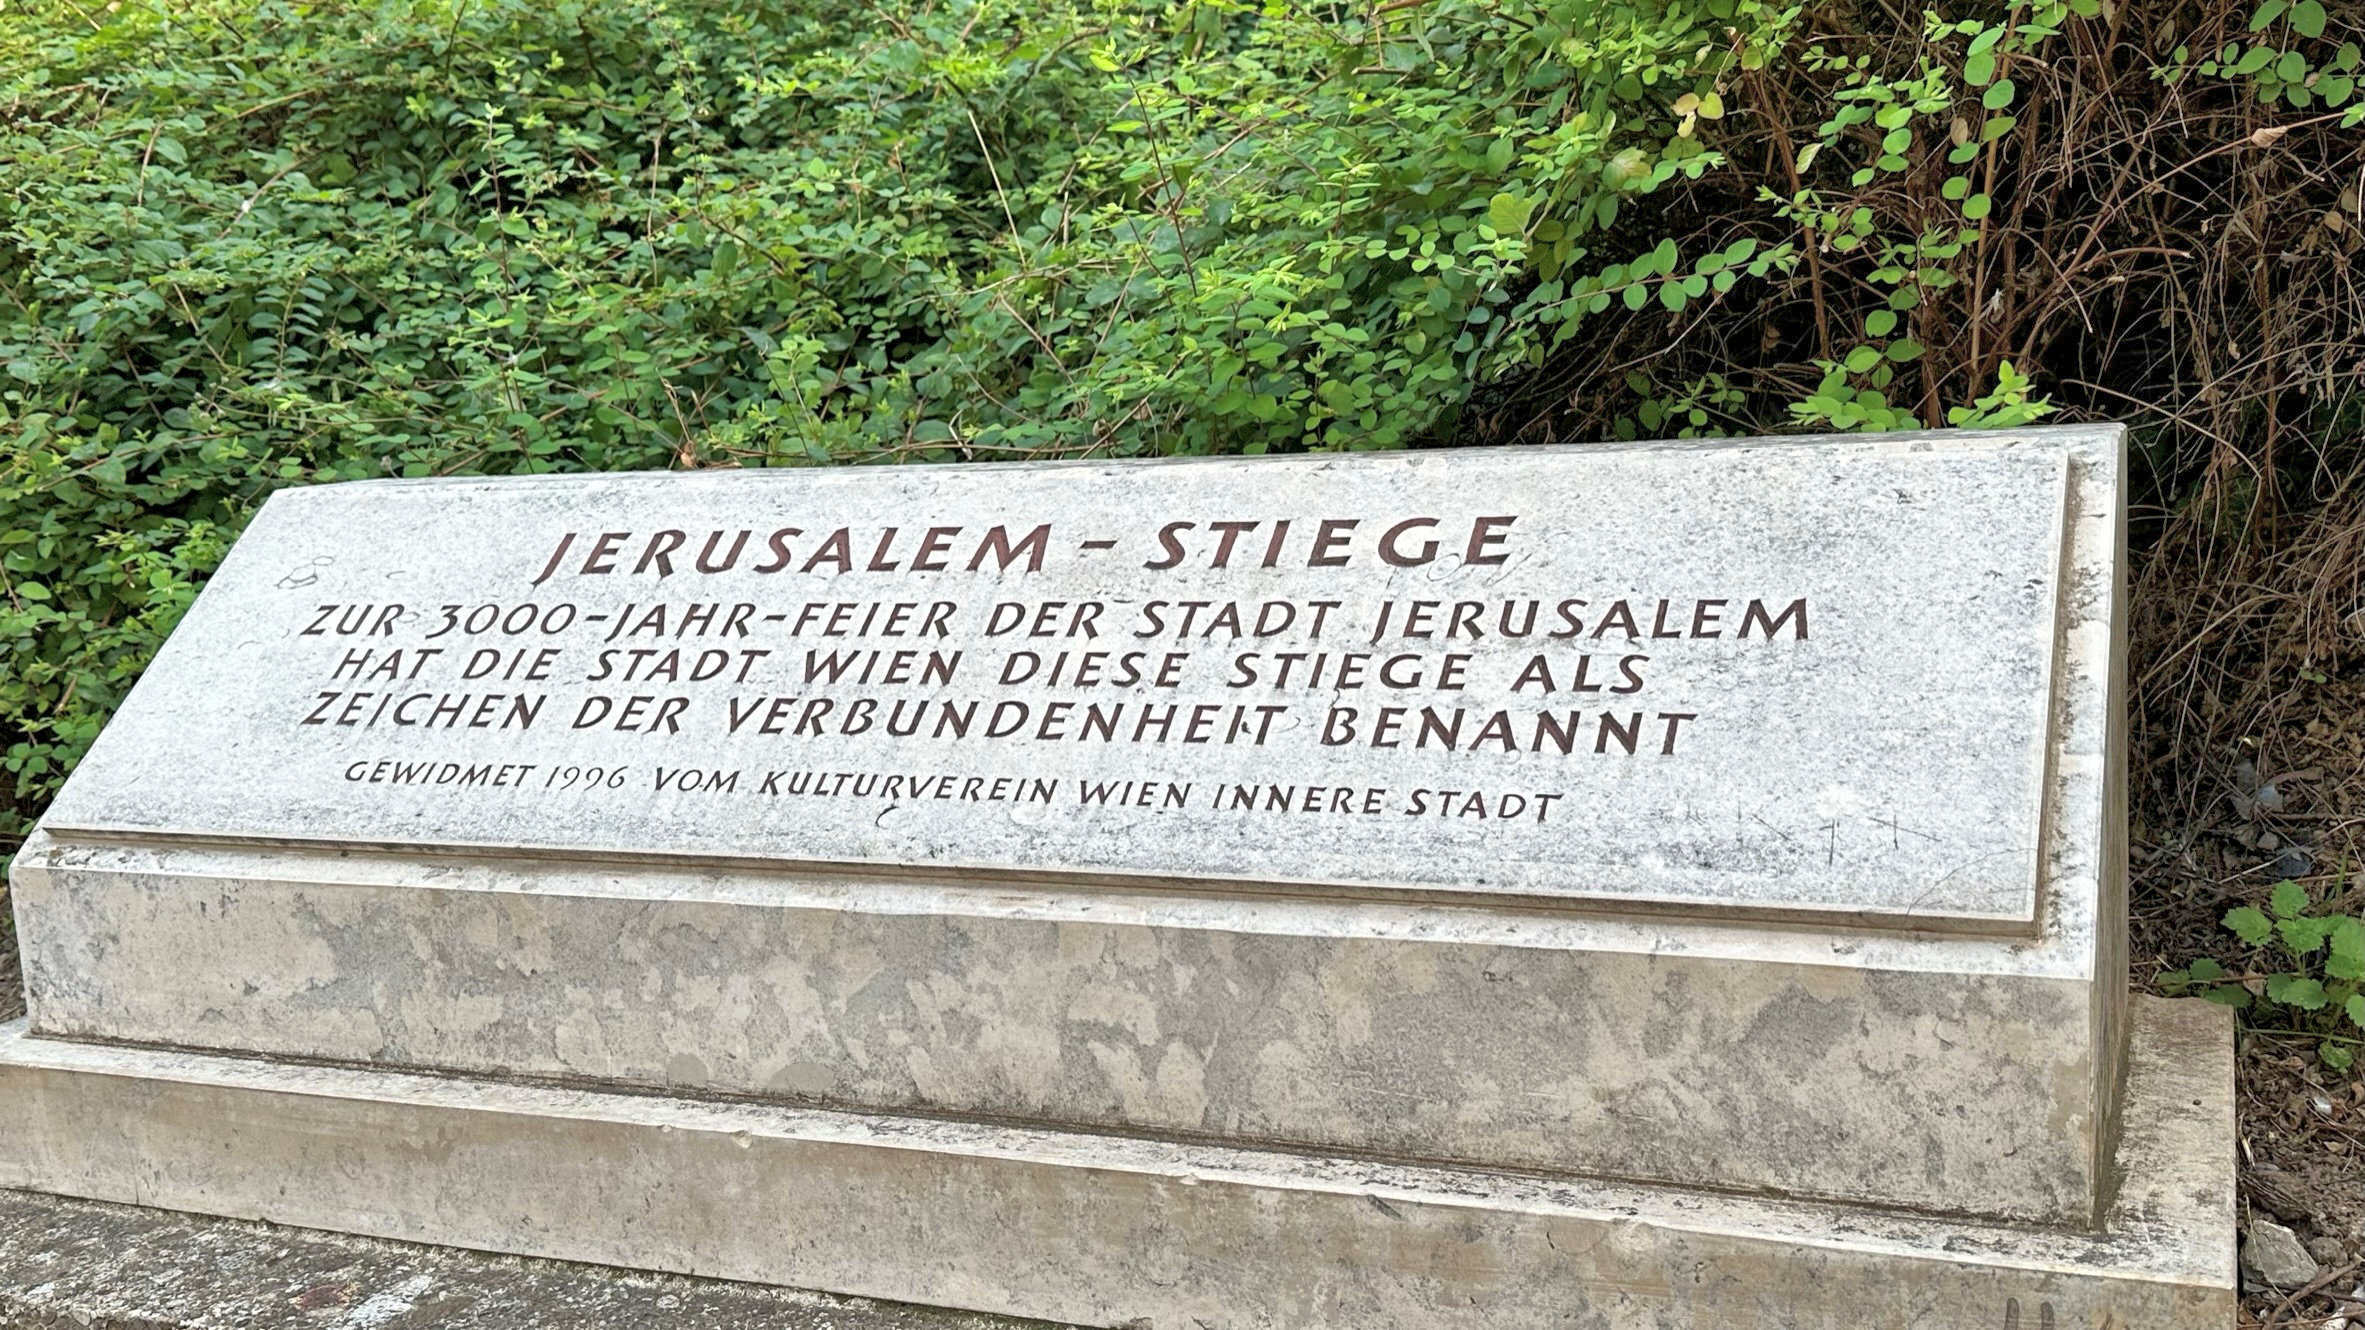 JERUSALEM-STIEGE
ZUR 3000-JAHR-FEIER DER STADT JERUSALEM
HAT DIE STADT WIEN DIESE STIEGE ALS
ZEICHEN DER VERBUNDENHEIT BENANNT
GEWIDMET 1996 VOM KULTURVEREIN WIEN INNERE STADT